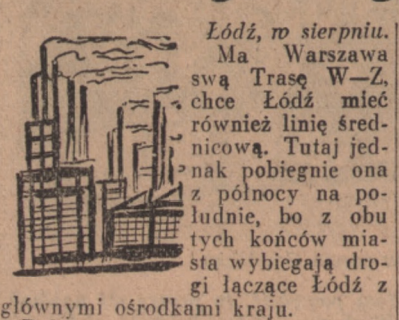 Łódź, w sierpniu.
Ma Warszawa
swą Trasę W—Z,
chce Łódź mieć
również linię śred-
nicową. Tutaj jed-
nak pobiegnie ona
z północy na po-
łudnie, bo z obu
tych końców mia-
sta wybiegają dro-
gi łączące Łódź z
głównymi ośrodkami kraju.